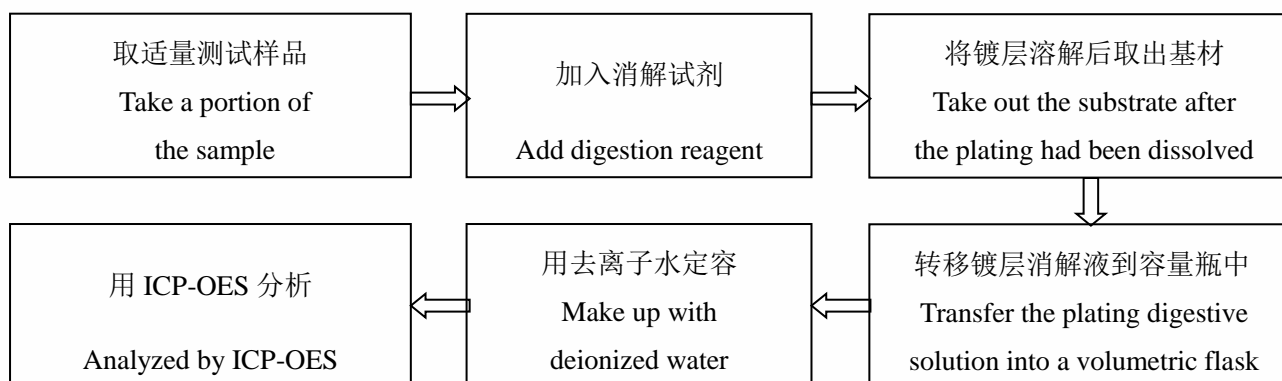 取适量测试样品
Take a portion of
the sample
加入消解试剂
Add digestion reagent
将镀层溶解后取出基材
Take out the substrate after
the plating had been dissolved
转移镀层消解液到容量瓶中
Transfer the plating digestive
solution into a volumetric flask
用去离子水定容
Make up with
deionized water
用 ICP-OES 分析
Analyzed by ICP-OES